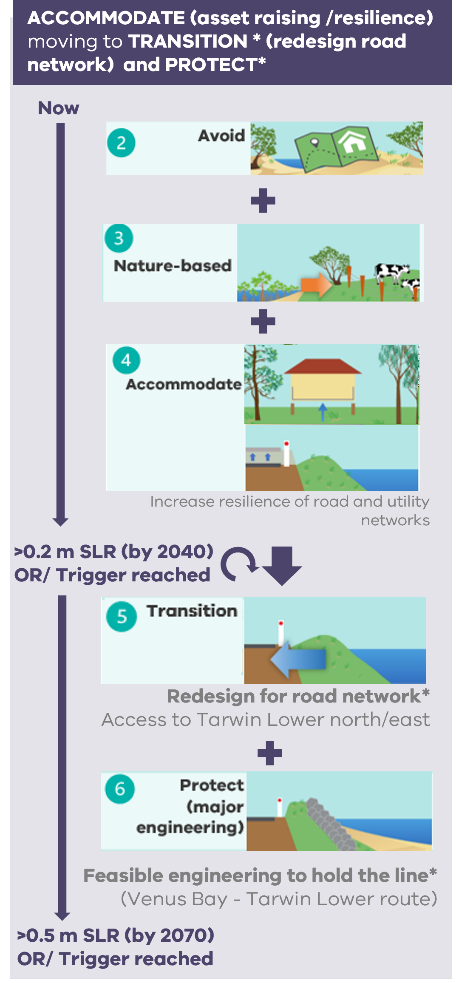 ACCOMMODATE (asset raising /resilience)
moving to TRANSITION * (redesign road
network) and PROTECT*
Now
2
Avoid
3
Nature-based
4
Accommodate
Increase resilience of road and utility
networks
>0.2 m SLR (by 2040)
OR/ Trigger reached
5
Transition
Redesign for road network*
Access to Tarwin Lower north/east
6
Protect
(major
engineering)
Feasible engineering to hold the line*
(Venus Bay - Tarwin Lower route)
>0.5 m SLR (by 2070)
OR/ Trigger reached